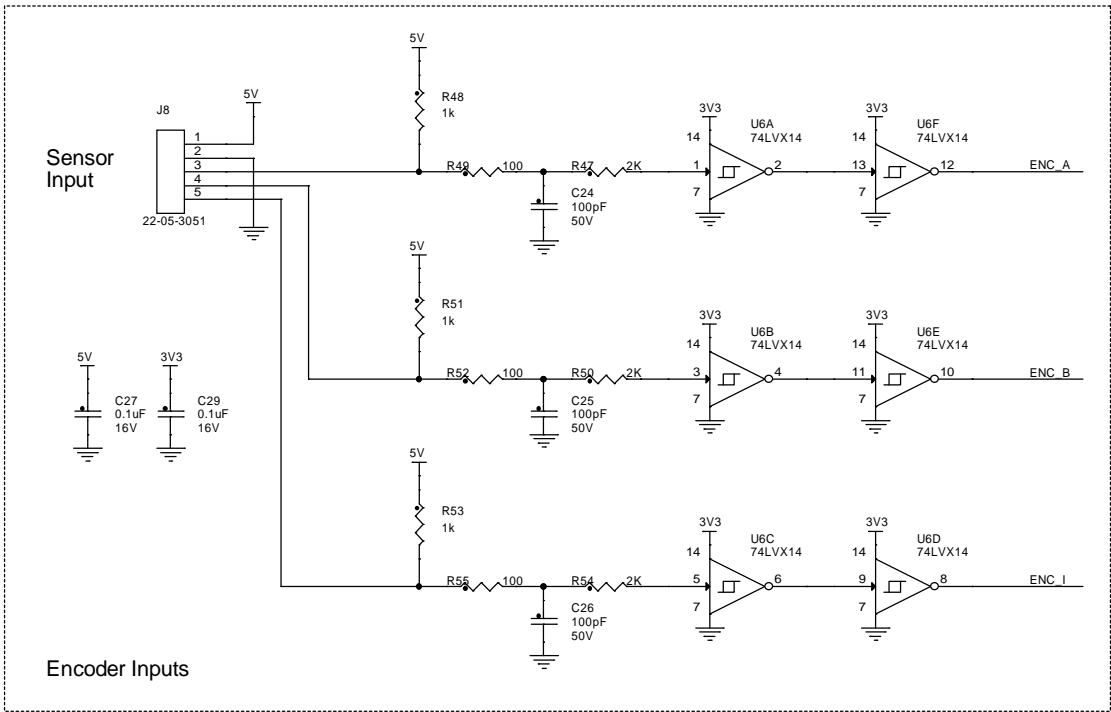 5V
R48
1k
J8
5V
1
2
3
4
5
22-05-3051
Sensor
Input
R49 100
R47 2K
C24
100pF
50V
3V3
14
U6A
74LVX14
1
2
7
3V3
14
U6F
74LVX14
13
12
7
ENC_A
5V
R51
1k
R52 100
R50 2K
C25
100pF
50V
3V3
14
U6B
74LVX14
3
4
7
3V3
14
U6E
74LVX14
11
10
7
ENC_B
5V
C27
0.1uF
16V
3V3
C29
0.1uF
16V
5V
R53
1k
R55 100
R54 2K
C26
100pF
50V
3V3
14
U6C
74LVX14
5
6
7
3V3
14
U6D
74LVX14
9
8
7
ENC_I
Encoder Inputs